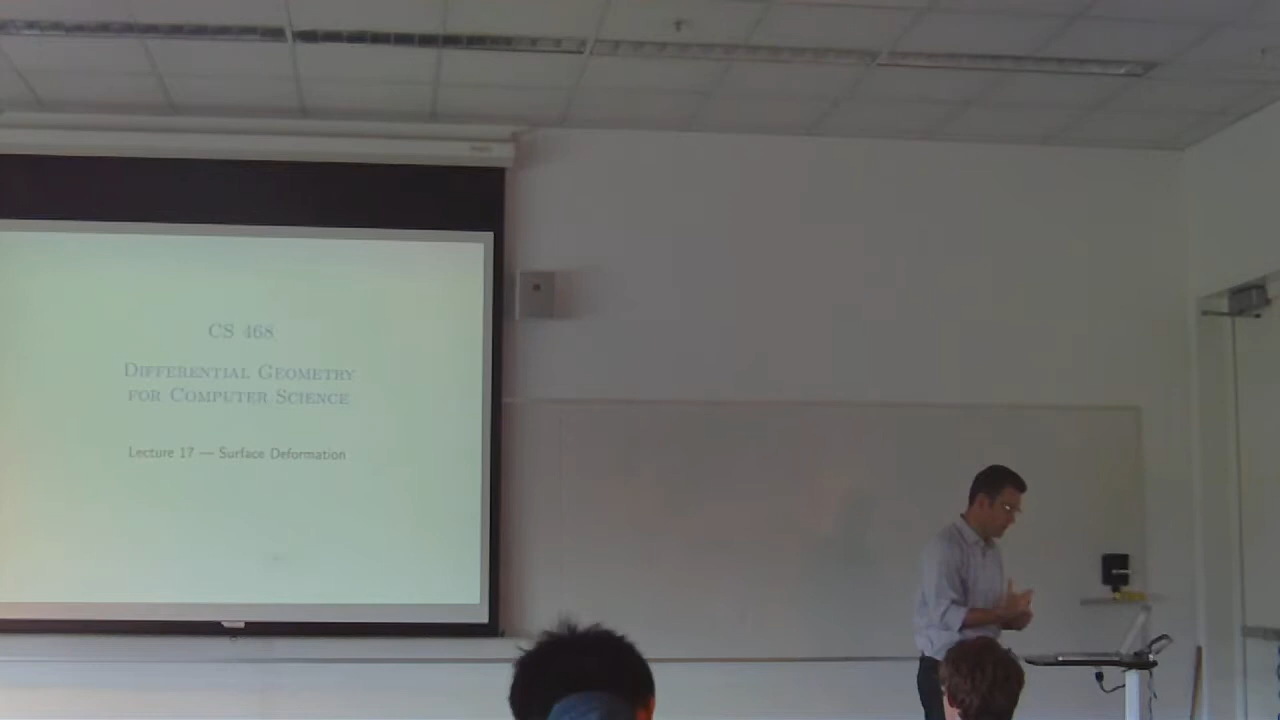 CS 468
Differential Geometry
for Computer Science
Lecture 17 — Surface Deformation